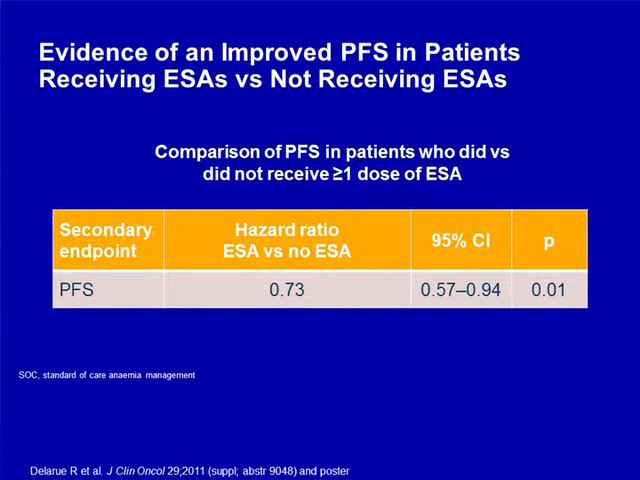 Evidence of an Improved PFS in Patients
Receiving ESAs vs Not Receiving ESAs
Comparison of PFS in patients who did vs
did not receive ≥1 dose of ESA
Secondary endpoint
Hazard ratio ESA vs no ESA
95% CI
p
PFS 0.73 0.57–0.94 0.01
SOC, standard of care anaemia management
Delarue R et al. J Clin Oncol 29;2011 (suppl; abstr 9048) and poster